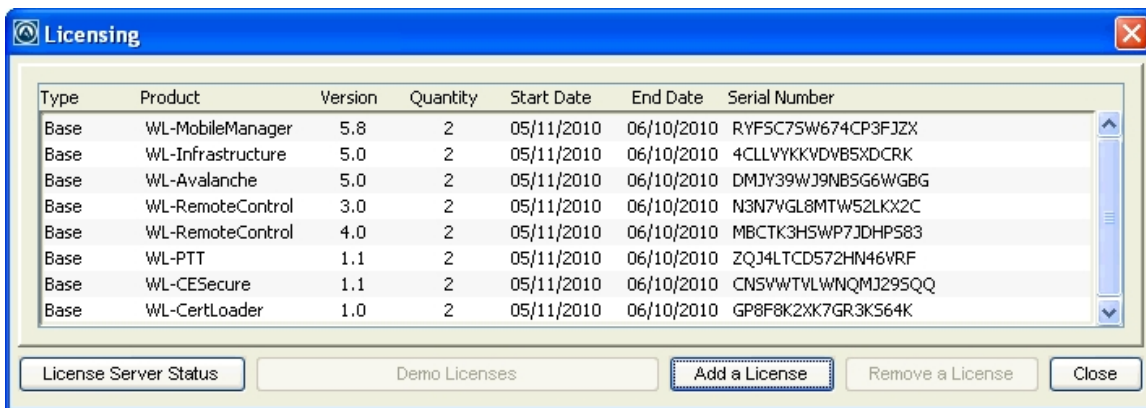 Licensing
Type Product Version Quantity Start Date End Date Serial Number
Base WL-MobileManager 5.8 2 05/11/2010 06/10/2010 RYFSC7SW674CP3FJZX
Base WL-Infrastructure 5.0 2 05/11/2010 06/10/2010 4CLLVYKKVDVB5XDCRK
Base WL-Avalanche 5.0 2 05/11/2010 06/10/2010 DMJY39WJ9NBSG6WGBG
Base WL-RemoteControl 3.0 2 05/11/2010 06/10/2010 N3N7VGL8MTW52LKX2C
Base WL-RemoteControl 4.0 2 05/11/2010 06/10/2010 MBCTK3HSWP7JDHPS83
Base WL-PTT 1.1 2 05/11/2010 06/10/2010 ZQJ4LTCD572HN46VRF
Base WL-CESecure 1.1 2 05/11/2010 06/10/2010 CNSVWTVLWNQMJ29SQQ
Base WL-CertLoader 1.0 2 05/11/2010 06/10/2010 GP8F8K2XK7GR3KS64K
License Server Status Demo Licenses Add a License Remove a License Close